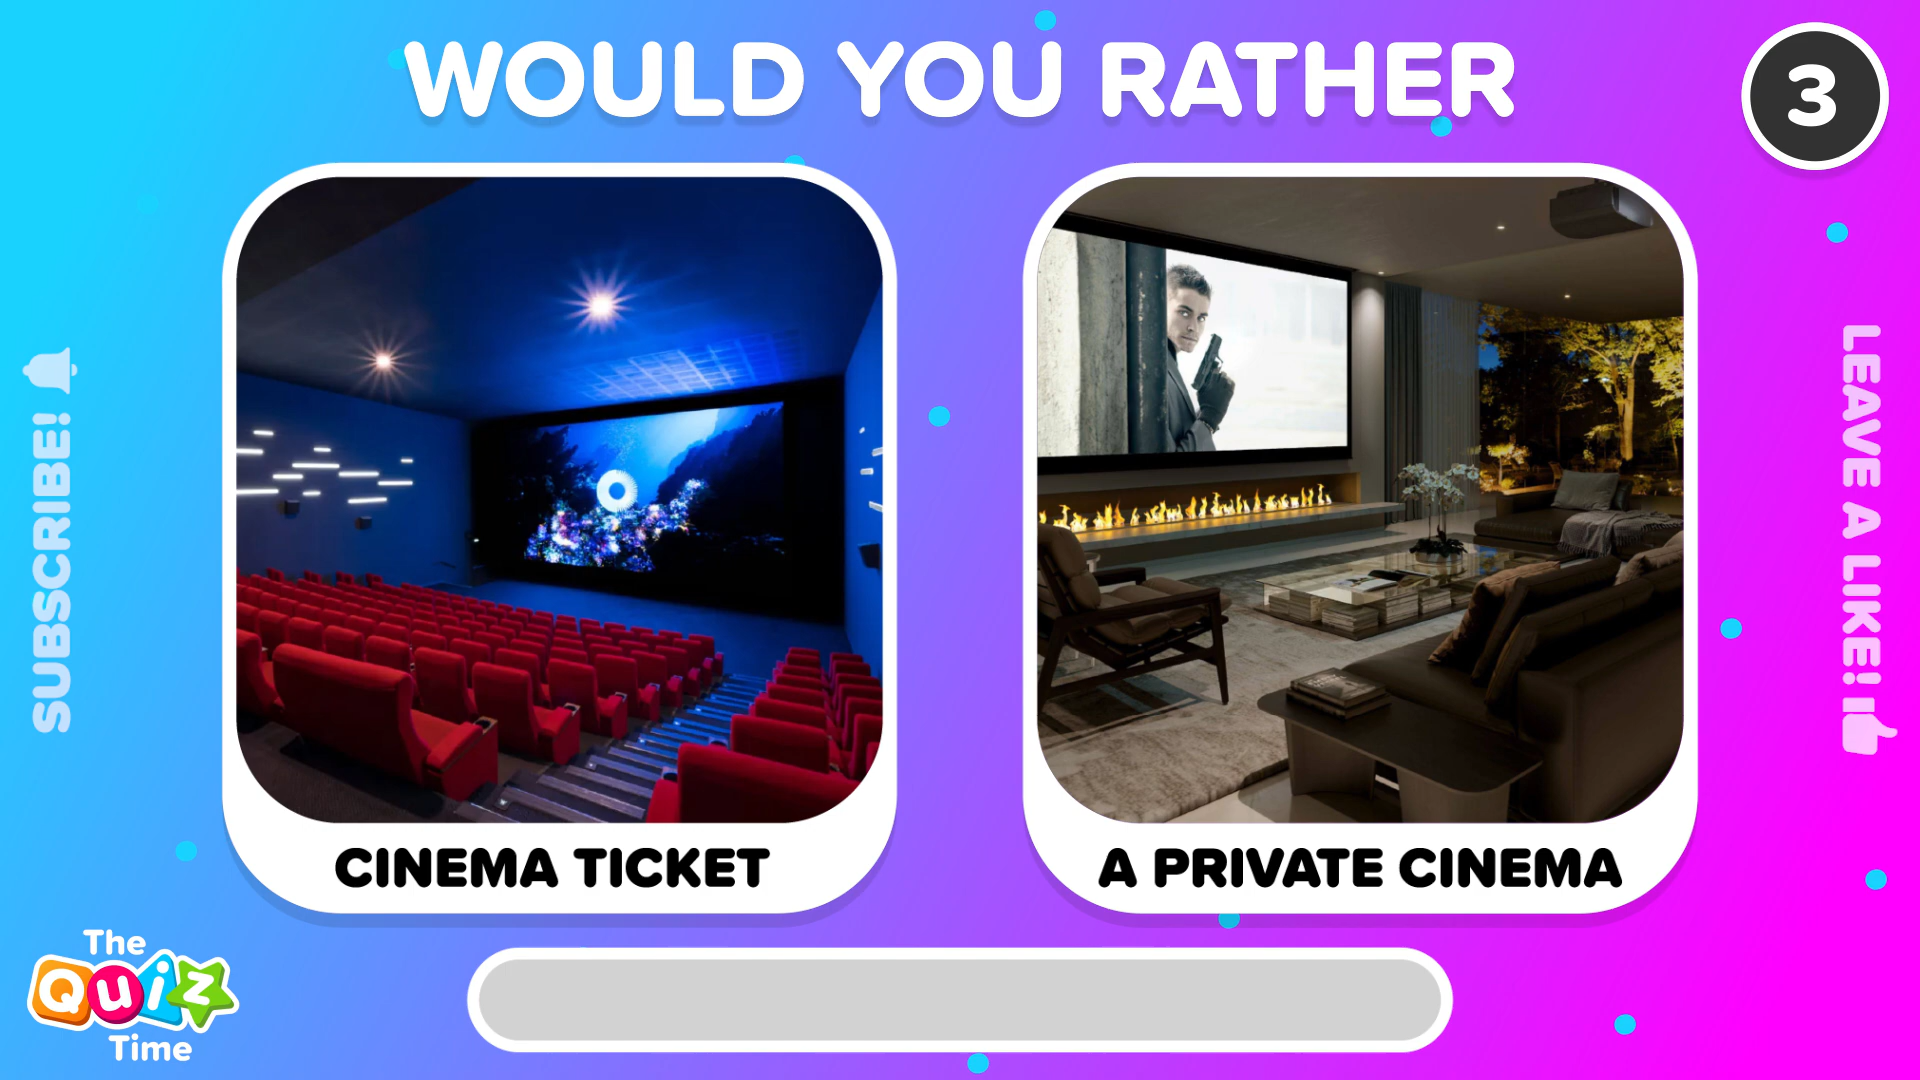 WOULD YOU RATHER
3
CINEMA TICKET
A PRIVATE CINEMA
SUBSCRIBE!
LEAVE A LIKE!
The
Quiz
Time